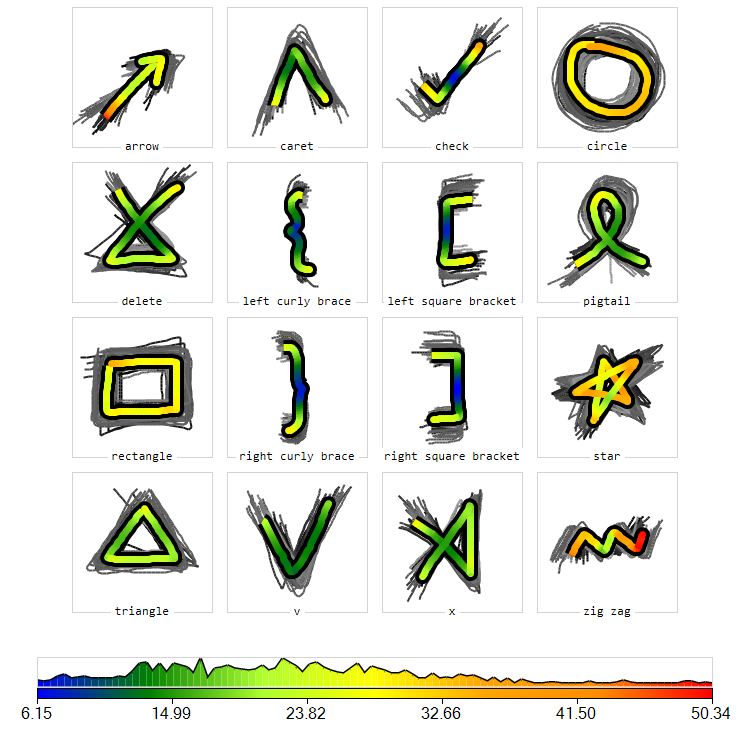 arrow caret check circle
delete left curly brace left square bracket pigtail
rectangle right curly brace right square bracket star
triangle v x zig zag
6.15 14.99 23.82 32.66 41.50 50.34